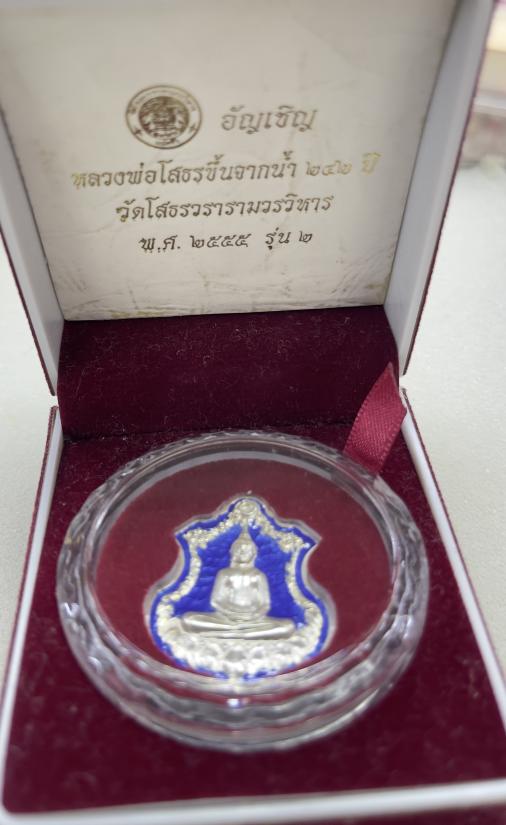 อัญเชิญ
หลวงพ่อโสธรขึ้นจากน้ำ ๒๔๒ ปี
วัดโสธรวรารามวรวิหาร
พ.ศ. ๒๕๕๕ รุ่น ๒